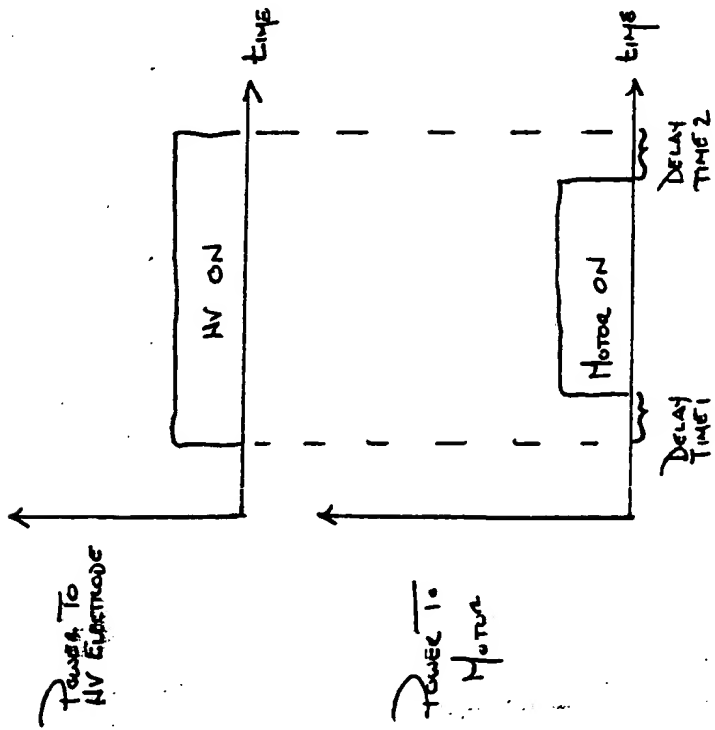 POWER TO
HV ELECTRODE
HV ON
TIME
POWER TO
MOTOR
MOTOR ON
TIME
DELAY
TIME 1
DELAY
TIME 2